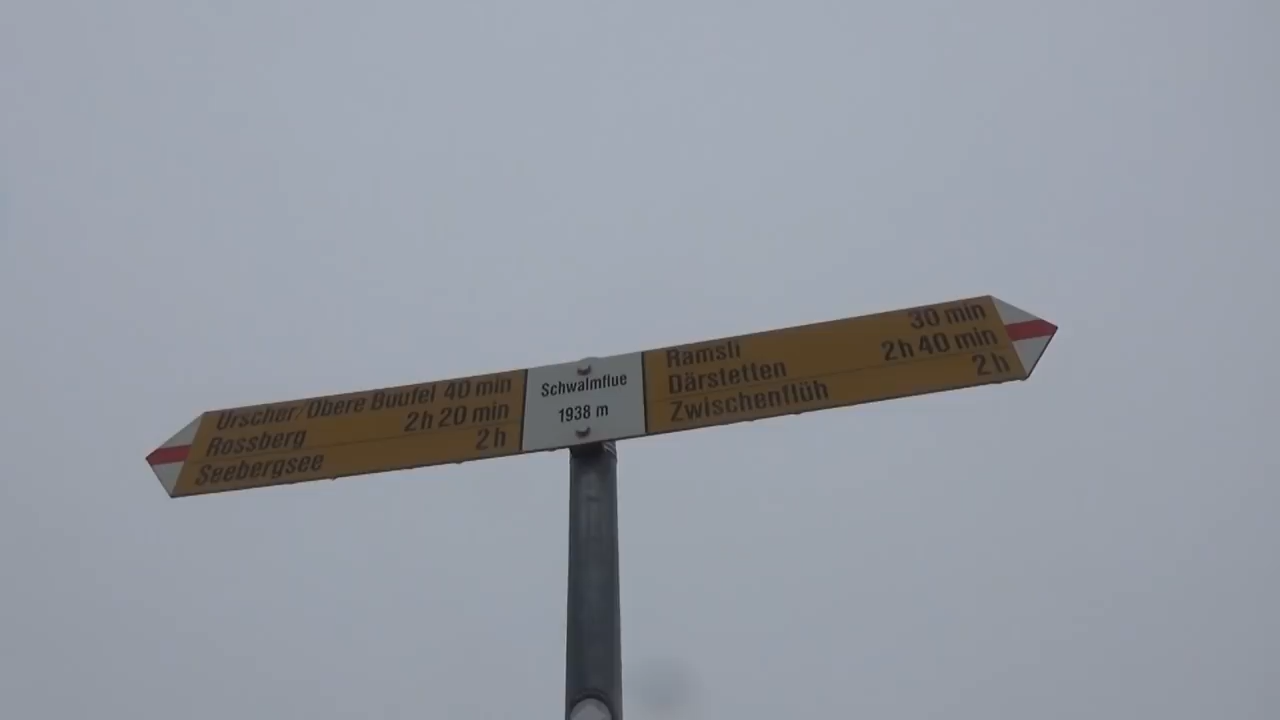 Urscher/Obere Buufel 40 min
Rossberg 2h 20 min
Seebergsee 2h
Schwalmflue
1938 m
Ramsli 30 min
Därstetten 2h 40 min
Zwischenflüh 2h